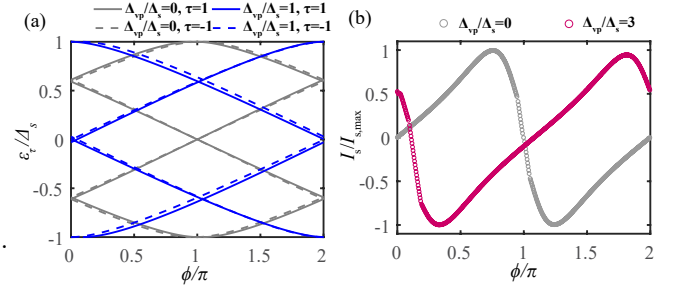 (a)
Δvp/Δs=0, τ=1 Δvp/Δs=1, τ=1
Δvp/Δs=0, τ=-1 Δvp/Δs=1, τ=-1
1
0.5
0
-0.5
-1
ετ/Δs
0 0.5 1 1.5 2
ϕ/π
(b)
Δvp/Δs=0 Δvp/Δs=3
1
0.5
0
-0.5
-1
Is/Is,max
0 0.5 1 1.5 2
ϕ/π
.